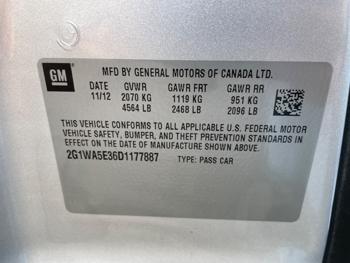 GM
MFD BY GENERAL MOTORS OF CANADA LTD.
DATE GVWR GAWR FRT GAWR RR
11/12 2070 KG 1119 KG 951 KG
4564 LB 2468 LB 2096 LB
THIS VEHICLE CONFORMS TO ALL APPLICABLE U.S. FEDERAL MOTOR
VEHICLE SAFETY, BUMPER, AND THEFT PREVENTION STANDARDS IN
EFFECT ON THE DATE OF MANUFACTURE SHOWN ABOVE.
2G1WA5E36D1177887 TYPE: PASS CAR